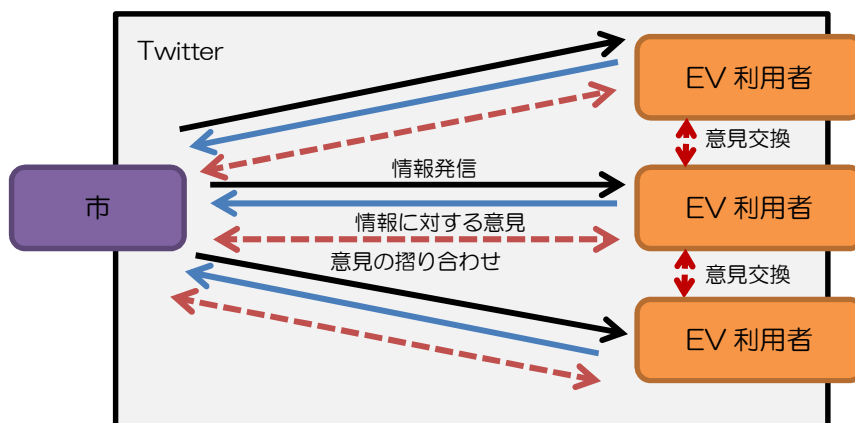 Twitter
EV 利用者
意見交換
情報発信
市
EV 利用者
情報に対する意見
意見の摺り合わせ
意見交換
EV 利用者